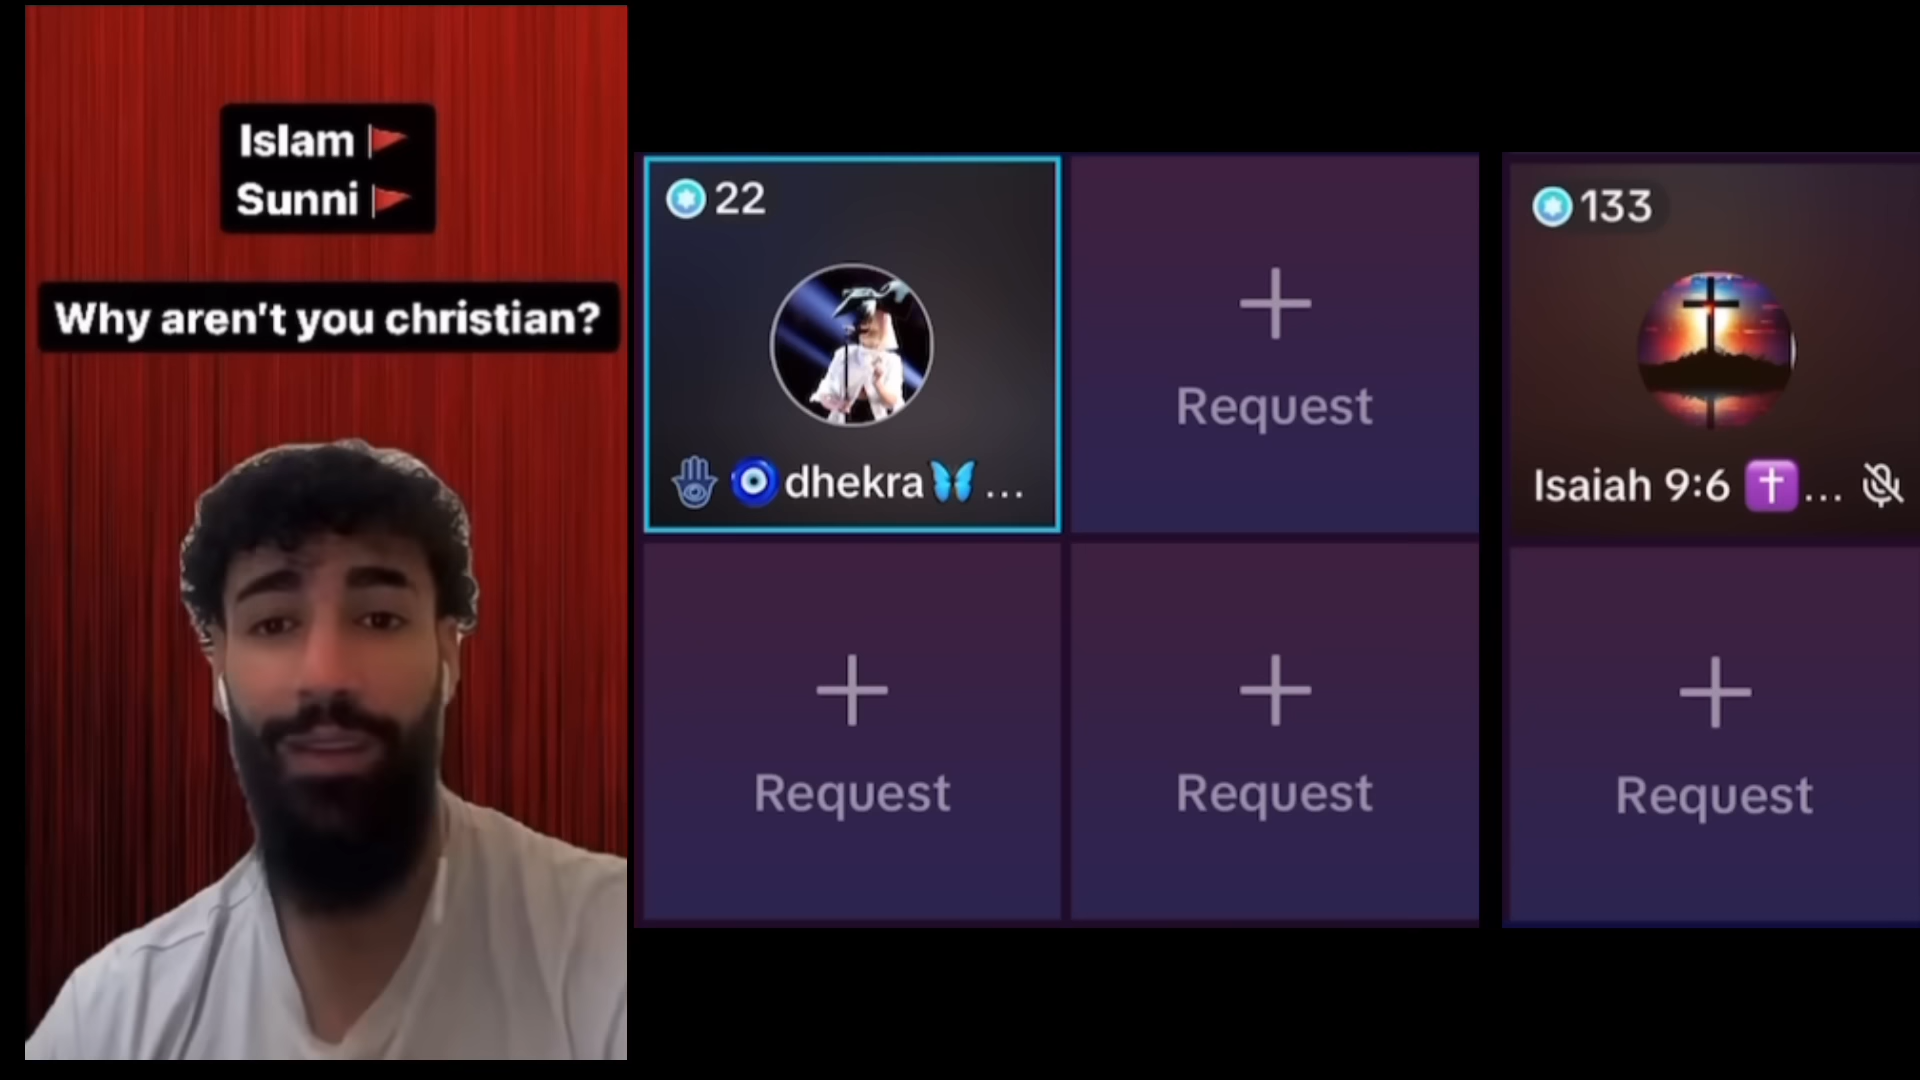 Islam 🚩
Sunni 🚩
Why aren't you christian?
22
🪬🧿dhekra🦋...
Request
Request
Request
133
Isaiah 9:6 ✝️...
Request